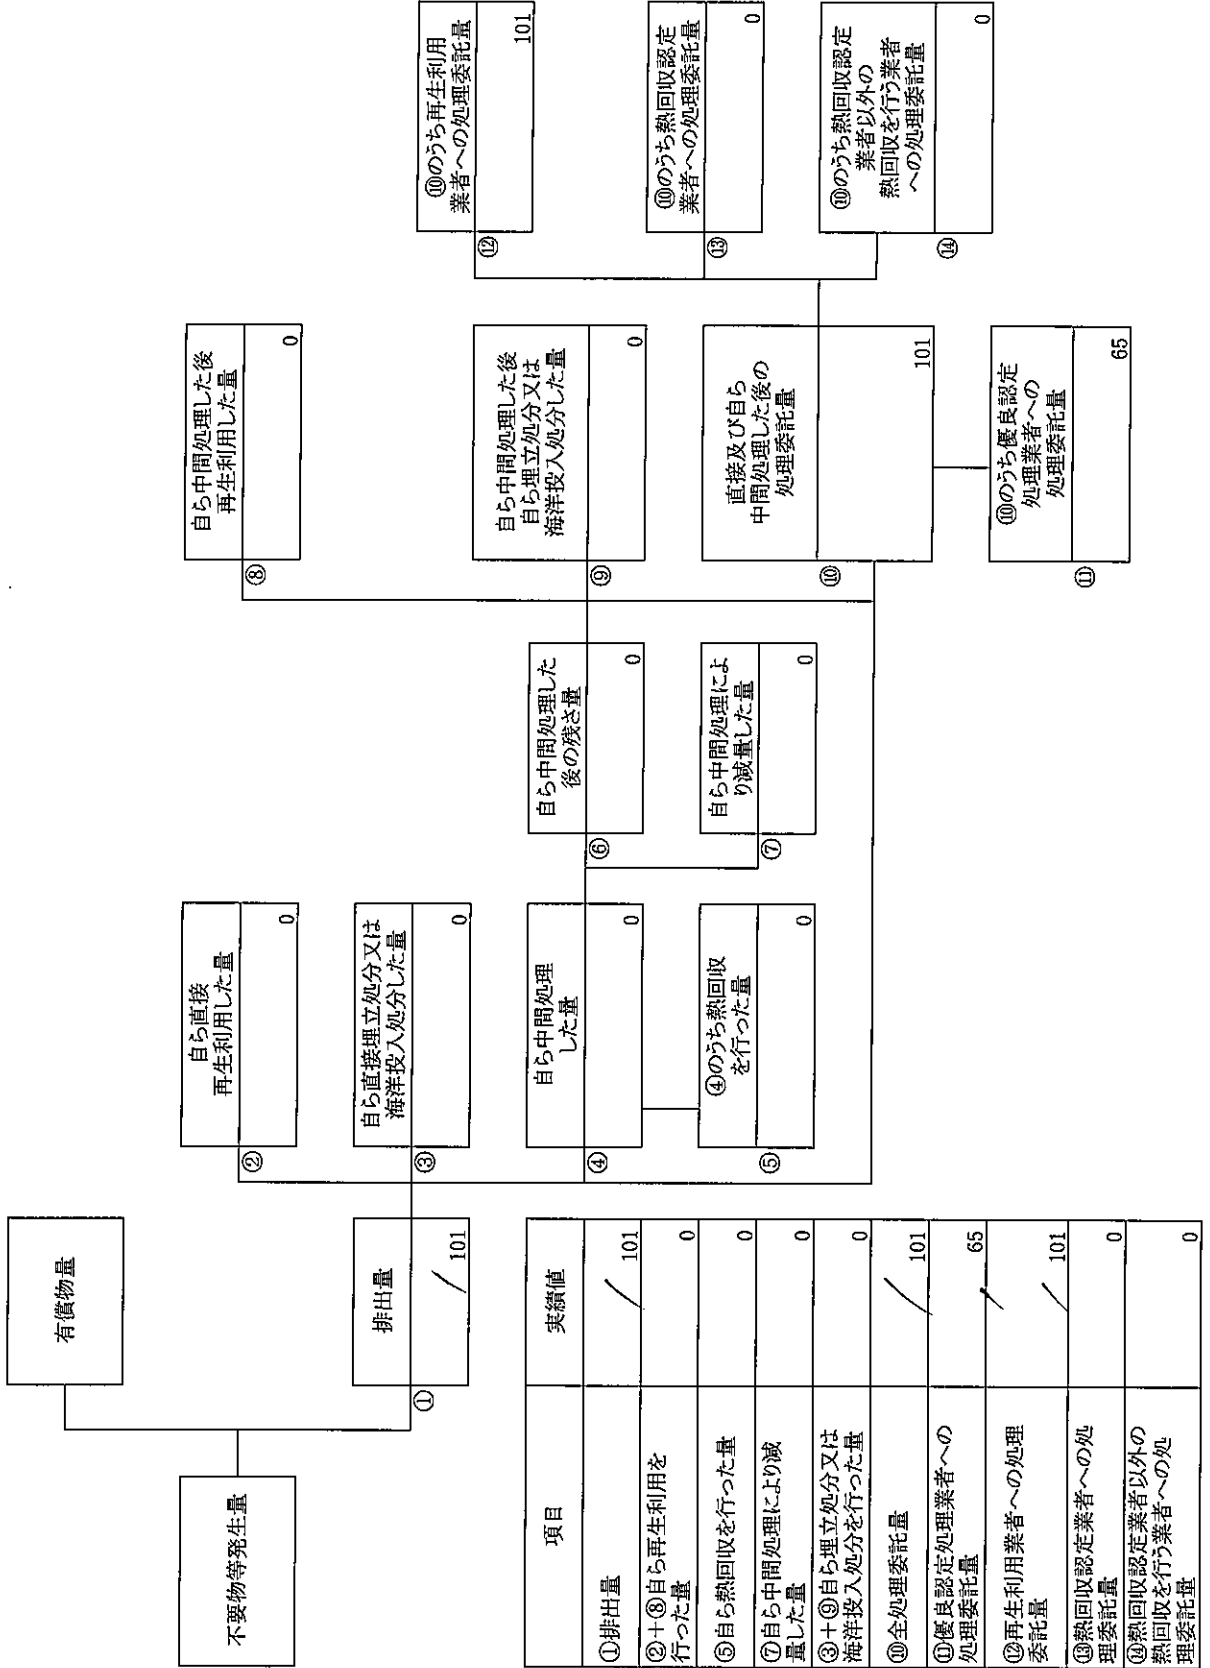 不要物等発生量
有償物量
①
排出量
101
②
自ら直接
再生利用した量
0
③
自ら直接埋立処分又は
海洋投入処分した量
0
④
自ら中間処理
した量
0
⑤
④のうち熱回収
を行った量
0
⑥
自ら中間処理した
後の残さ量
0
⑦
自ら中間処理によ
り減量した量
0
⑧
自ら中間処理した後
再生利用した量
0
⑨
自ら中間処理した後
自ら埋立処分又は
海洋投入処分した量
0
⑩
直接及び自ら
中間処理した後の
処理委託量
101
⑪
⑩のうち優良認定
処理業者への
処理委託量
65
⑫
⑩のうち再生利用
業者への処理委託量
101
⑬
⑩のうち熱回収認定
業者への処理委託量
0
⑭
⑩のうち熱回収認定
業者以外の
熱回収を行う業者
への処理委託量
0
項目 実績値
①排出量 101
②+⑧自ら再生利用を
行った量 0
⑤自ら熱回収を行った量 0
⑦自ら中間処理により減
量した量 0
③+⑨自ら埋立処分又は
海洋投入処分を行った量 0
⑩全処理委託量 101
⑪優良認定処理業者への
処理委託量 65
⑫再生利用業者への処理
委託量 101
⑬熱回収認定業者への処
理委託量 0
⑭熱回収認定業者以外の
熱回収を行う業者への処
理委託量 0